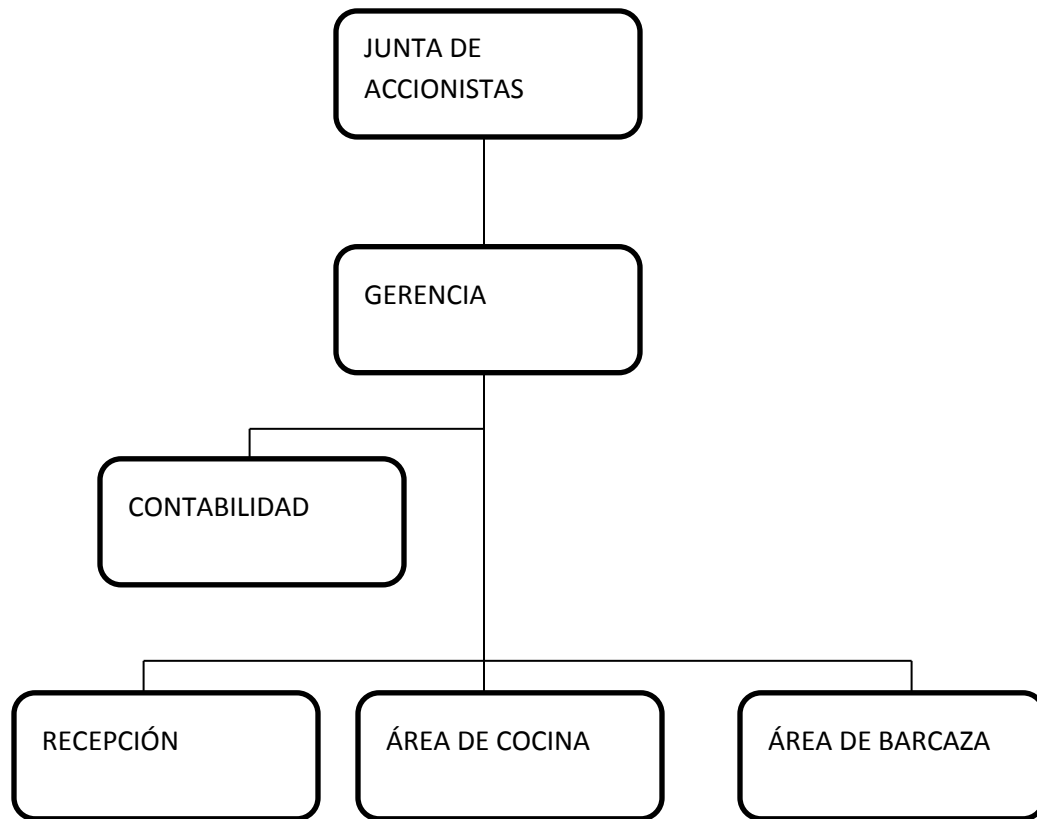 JUNTA DE
ACCIONISTAS
GERENCIA
CONTABILIDAD
RECEPCIÓN
ÁREA DE COCINA
ÁREA DE BARCAZA